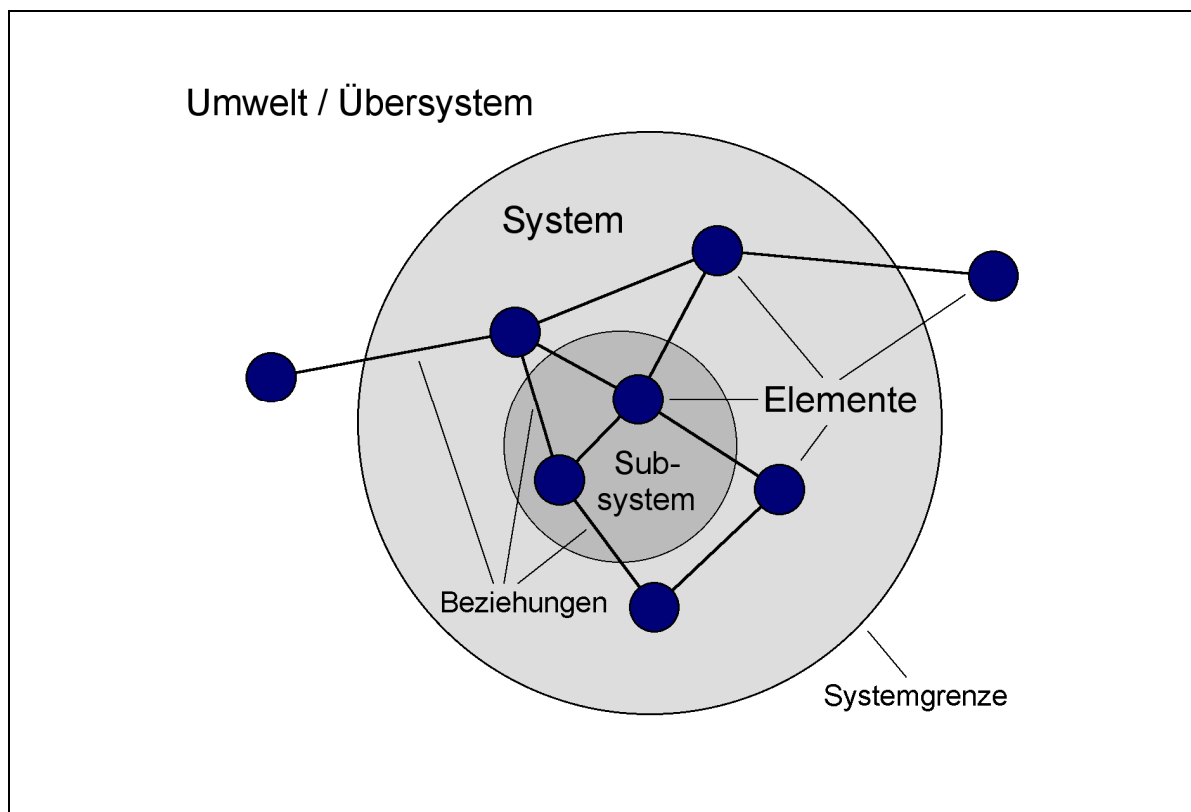 Umwelt / Übersystem
System
Elemente
Sub-
system
Beziehungen
Systemgrenze